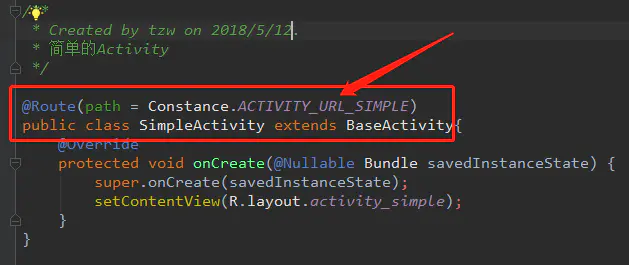 /**
* Created by tzw on 2018/5/12.
* 简单的Activity
*/
@Route(path = Constance.ACTIVITY_URL_SIMPLE)
public class SimpleActivity extends BaseActivity{
@Override
protected void onCreate(@Nullable Bundle savedInstanceState) {
super.onCreate(savedInstanceState);
setContentView(R.layout.activity_simple);
}
}